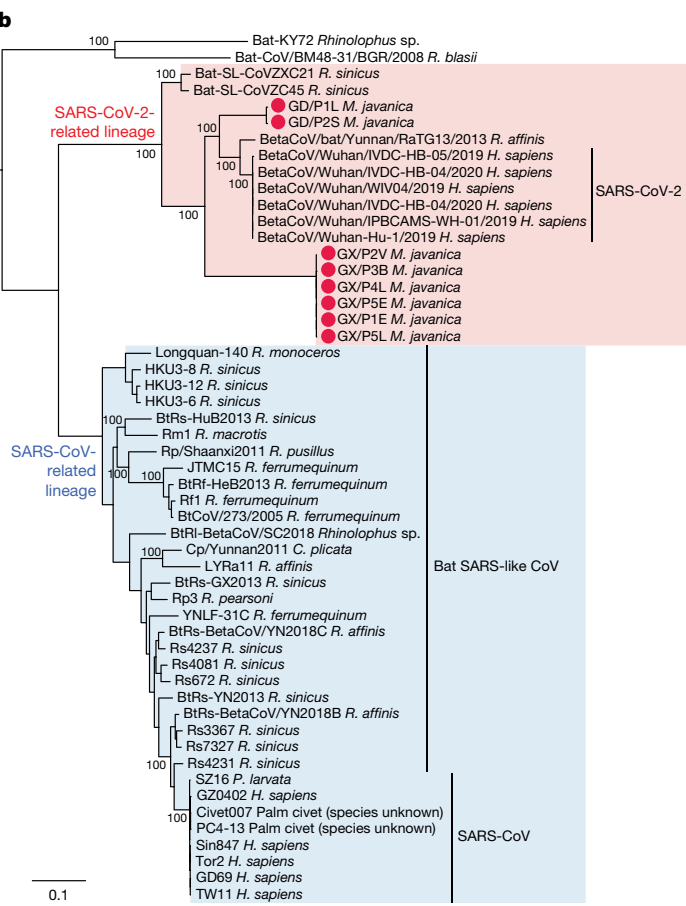 b
100
Bat-KY72 Rhinolophus sp.
Bat-CoV/BM48-31/BGR/2008 R. blasii
100
Bat-SL-CoVZXC21 R. sinicus
Bat-SL-CoVZC45 R. sinicus
SARS-CoV-2-
related lineage
100
GD/P1L M. javanica
GD/P2S M. javanica
100
BetaCoV/bat/Yunnan/RaTG13/2013 R. affinis
100
BetaCoV/Wuhan/IVDC-HB-05/2019 H. sapiens
BetaCoV/Wuhan/IVDC-HB-04/2020 H. sapiens
100
BetaCoV/Wuhan/WIV04/2019 H. sapiens
SARS-CoV-2
BetaCoV/Wuhan/IVDC-HB-04/2020 H. sapiens
100
BetaCoV/Wuhan/IPBCAMS-WH-01/2019 H. sapiens
BetaCoV/Wuhan-Hu-1/2019 H. sapiens
GX/P2V M. javanica
GX/P3B M. javanica
GX/P4L M. javanica
GX/P5E M. javanica
GX/P1E M. javanica
GX/P5L M. javanica
Longquan-140 R. monoceros
HKU3-8 R. sinicus
HKU3-12 R. sinicus
HKU3-6 R. sinicus
100
BtRs-HuB2013 R. sinicus
Rm1 R. macrotis
SARS-CoV-
related
lineage
Rp/Shaanxi2011 R. pusillus
100
JTMC15 R. ferrumequinum
100
BtRf-HeB2013 R. ferrumequinum
Rf1 R. ferrumequinum
BtCoV/273/2005 R. ferrumequinum
BtRl-BetaCoV/SC2018 Rhinolophus sp.
100
Cp/Yunnan2011 C. plicata
LYRa11 R. affinis
Bat SARS-like CoV
BtRs-GX2013 R. sinicus
Rp3 R. pearsoni
YNLF-31C R. ferrumequinum
BtRs-BetaCoV/YN2018C R. affinis
Rs4237 R. sinicus
Rs4081 R. sinicus
Rs672 R. sinicus
BtRs-YN2013 R. sinicus
BtRs-BetaCoV/YN2018B R. affinis
Rs3367 R. sinicus
Rs7327 R. sinicus
100
Rs4231 R. sinicus
SZ16 P. larvata
GZ0402 H. sapiens
Civet007 Palm civet (species unknown)
100
PC4-13 Palm civet (species unknown)
SARS-CoV
Sin847 H. sapiens
Tor2 H. sapiens
GD69 H. sapiens
TW11 H. sapiens
0.1